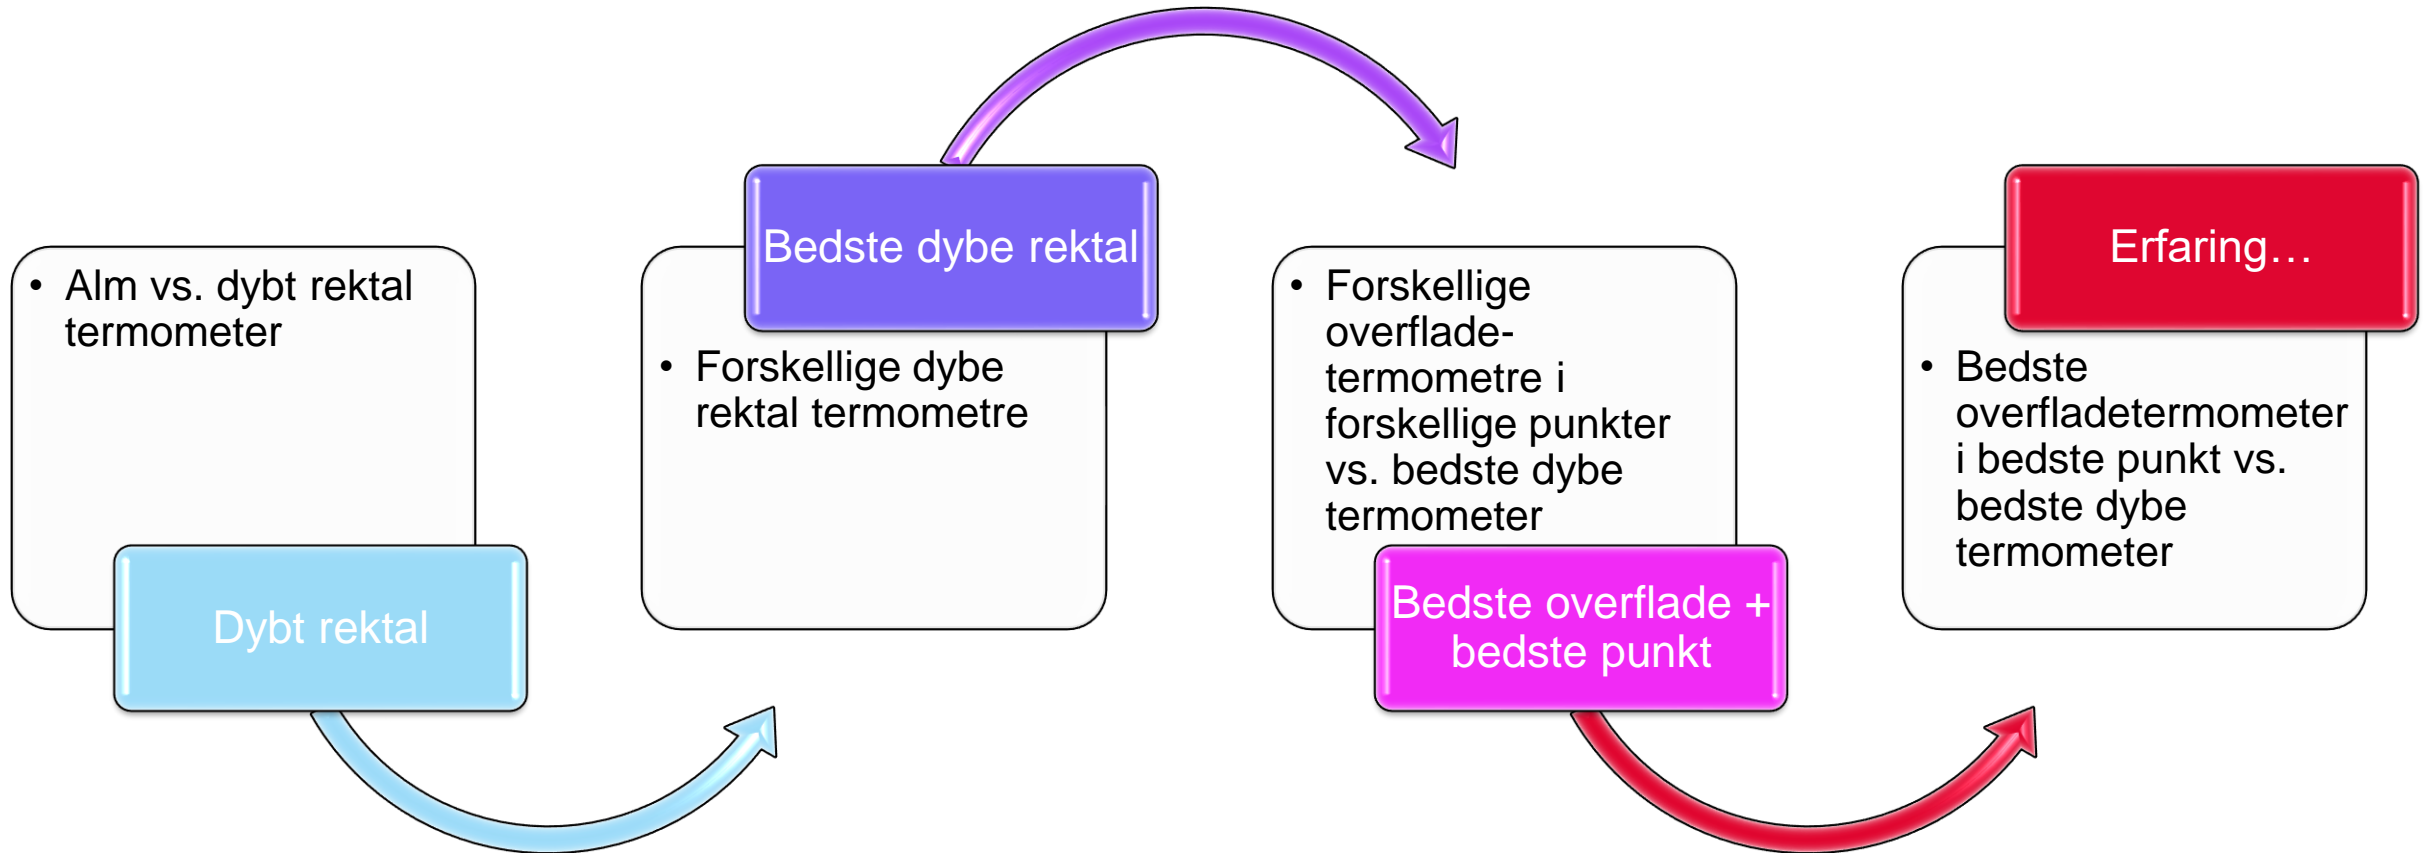 • Alm vs. dybt rektal
termometer
Dybt rektal
Bedste dybe rektal
• Forskellige dybe
rektal termometre
• Forskellige
overflade-
termometre i
forskellige punkter
vs. bedste dybe
termometer
Bedste overflade +
bedste punkt
Erfaring…
• Bedste
overfladetermometer
i bedste punkt vs.
bedste dybe
termometer